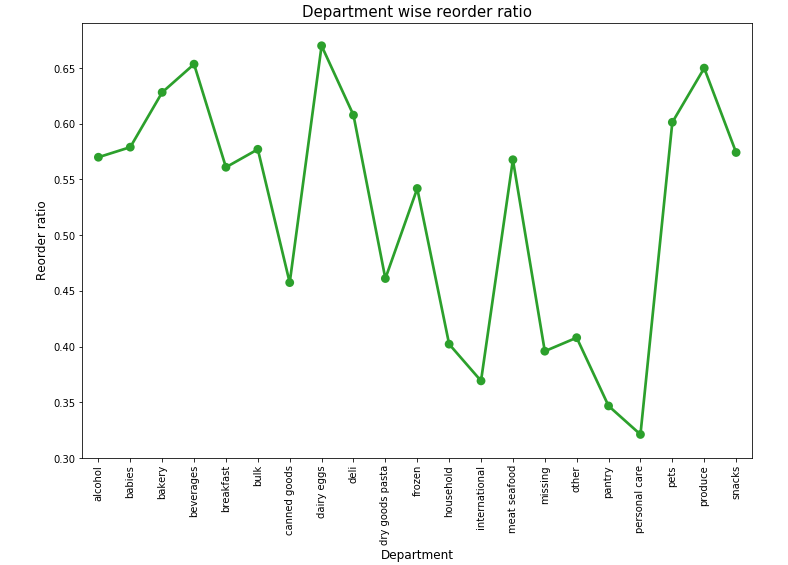 Department wise reorder ratio
Reorder ratio
0.65
0.60
0.55
0.50
0.45
0.40
0.35
0.30
alcohol
babies
bakery
beverages
breakfast
bulk
canned goods
dairy eggs
deli
dry goods pasta
frozen
household
international
meat seafood
missing
other
pantry
personal care
pets
produce
snacks
Department